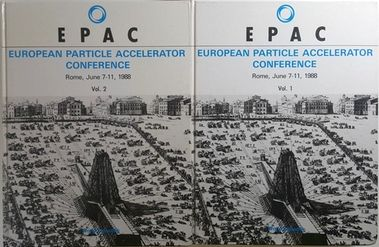 EPAC
EUROPEAN PARTICLE ACCELERATOR
CONFERENCE
Rome, June 7-11, 1988
Vol. 2
EPAC
EUROPEAN PARTICLE ACCELERATOR
CONFERENCE
Rome, June 7-11, 1988
Vol. 1